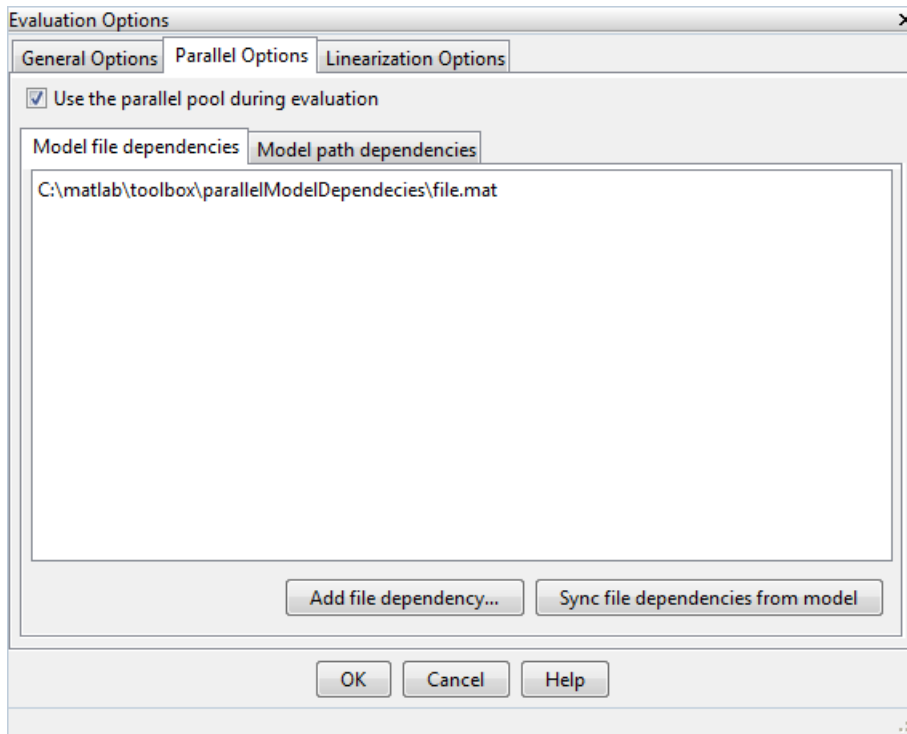 Evaluation Options
General Options Parallel Options Linearization Options
Use the parallel pool during evaluation
Model file dependencies Model path dependencies
C:\matlab\toolbox\parallelModelDependecies\file.mat
Add file dependency... Sync file dependencies from model
OK Cancel Help